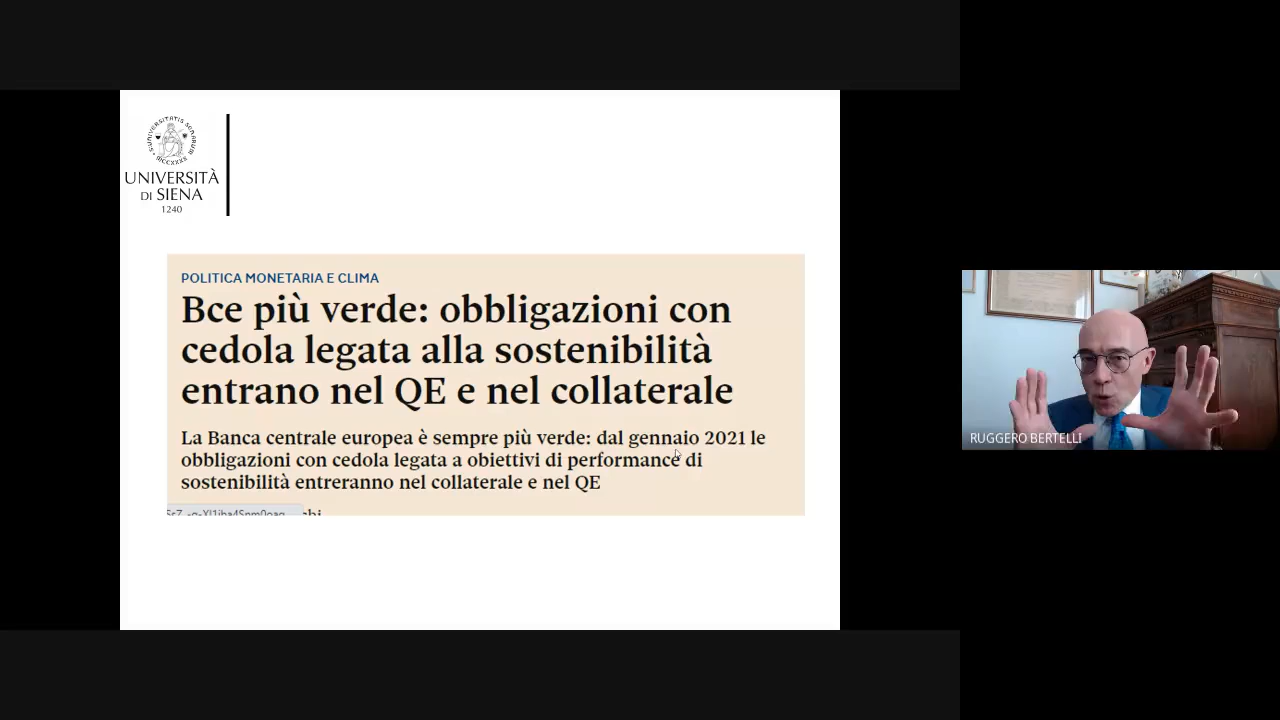 UNIVERSITÀ
DI SIENA
1240
POLITICA MONETARIA E CLIMA
Bce più verde: obbligazioni con
cedola legata alla sostenibilità
entrano nel QE e nel collaterale
La Banca centrale europea è sempre più verde: dal gennaio 2021 le
obbligazioni con cedola legata a obiettivi di performance di
sostenibilità entreranno nel collaterale e nel QE
RUGGERO BERTELLI